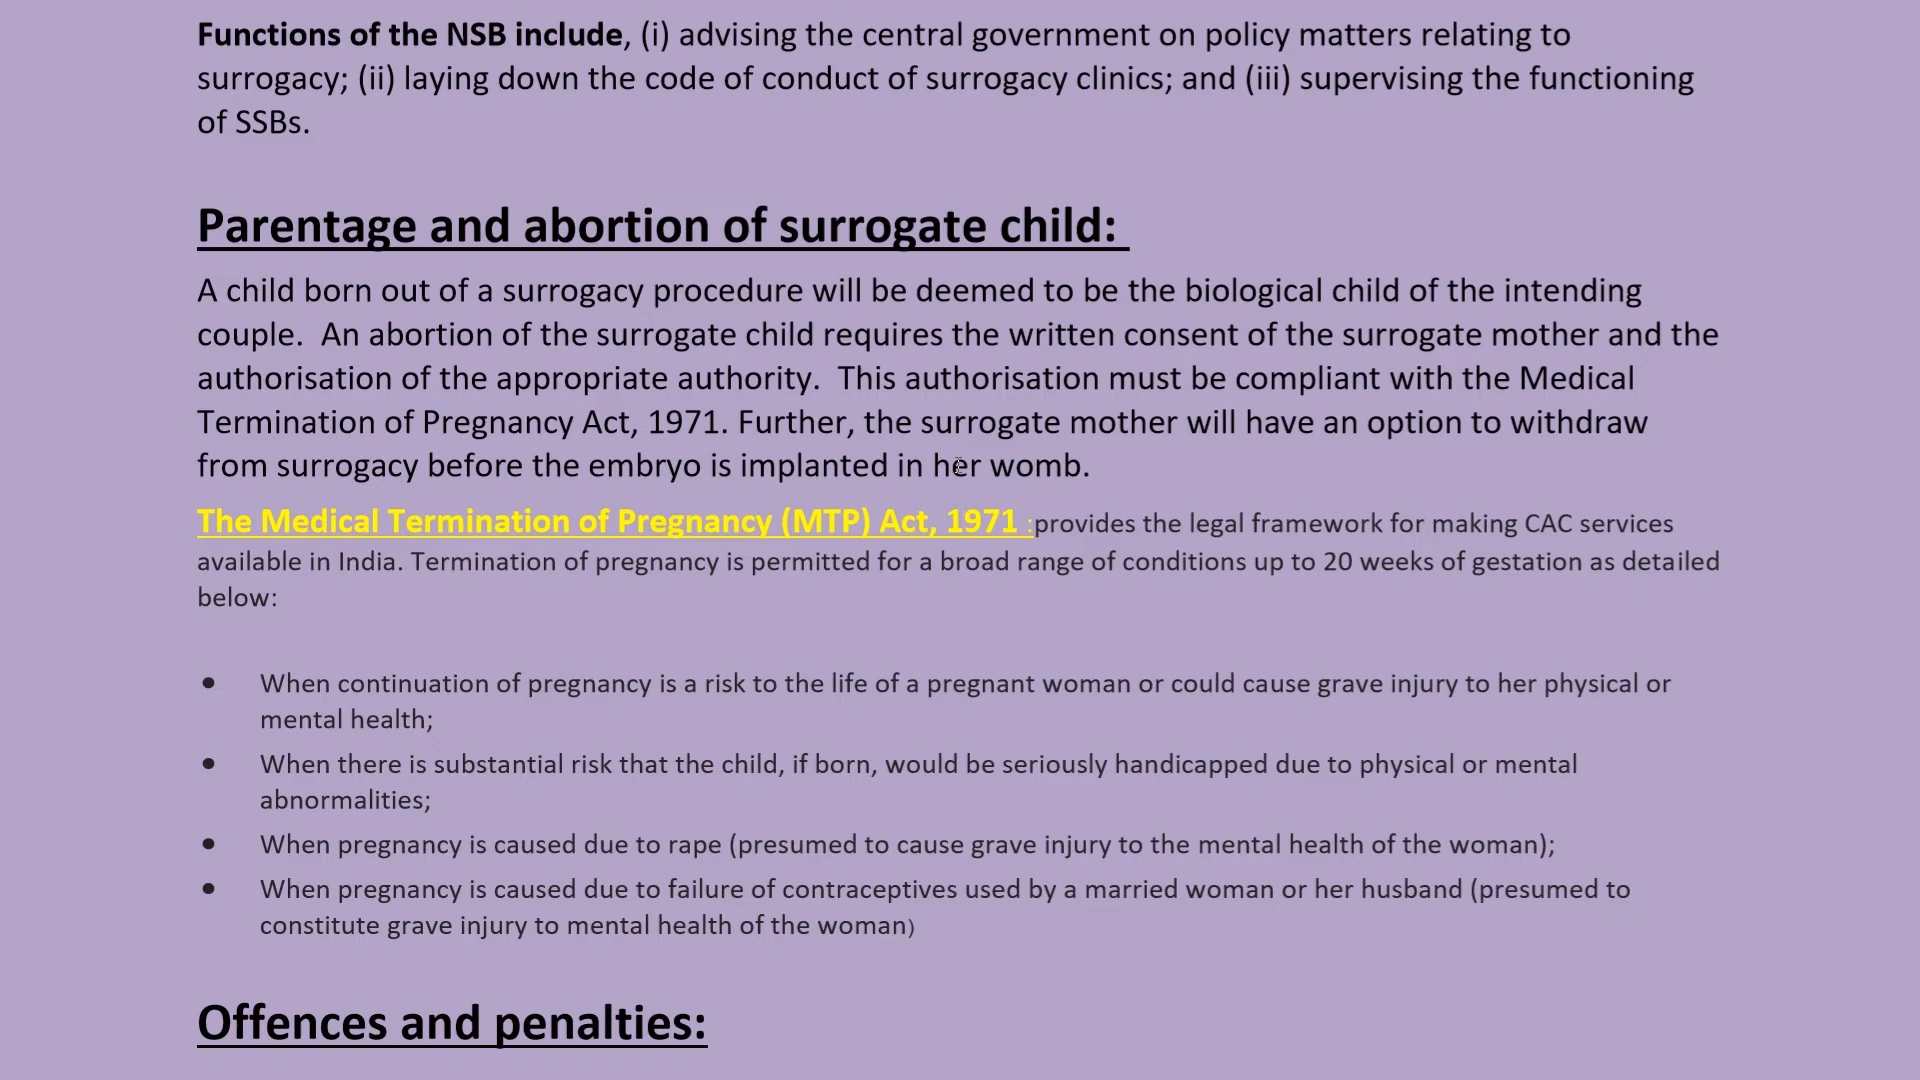 Functions of the NSB include, (i) advising the central government on policy matters relating to
surrogacy; (ii) laying down the code of conduct of surrogacy clinics; and (iii) supervising the functioning
of SSBs.
Parentage and abortion of surrogate child:
A child born out of a surrogacy procedure will be deemed to be the biological child of the intending
couple.  An abortion of the surrogate child requires the written consent of the surrogate mother and the
authorisation of the appropriate authority.  This authorisation must be compliant with the Medical
Termination of Pregnancy Act, 1971. Further, the surrogate mother will have an option to withdraw
from surrogacy before the embryo is implanted in her womb.
The Medical Termination of Pregnancy (MTP) Act, 1971 :provides the legal framework for making CAC services
available in India. Termination of pregnancy is permitted for a broad range of conditions up to 20 weeks of gestation as detailed
below:
• When continuation of pregnancy is a risk to the life of a pregnant woman or could cause grave injury to her physical or
mental health;
• When there is substantial risk that the child, if born, would be seriously handicapped due to physical or mental
abnormalities;
• When pregnancy is caused due to rape (presumed to cause grave injury to the mental health of the woman);
• When pregnancy is caused due to failure of contraceptives used by a married woman or her husband (presumed to
constitute grave injury to mental health of the woman)
Offences and penalties: